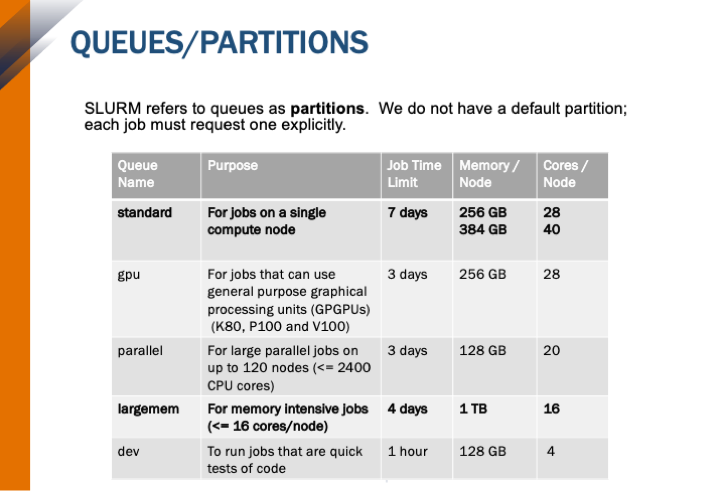 QUEUES/PARTITIONS
SLURM refers to queues as partitions.  We do not have a default partition;
each job must request one explicitly.
Queue Name | Purpose | Job Time Limit | Memory / Node | Cores / Node
standard | For jobs on a single compute node | 7 days | 256 GB 384 GB | 28 40
gpu | For jobs that can use general purpose graphical processing units (GPGPUs) (K80, P100 and V100) | 3 days | 256 GB | 28
parallel | For large parallel jobs on up to 120 nodes (<= 2400 CPU cores) | 3 days | 128 GB | 20
largemem | For memory intensive jobs (<= 16 cores/node) | 4 days | 1 TB | 16
dev | To run jobs that are quick tests of code | 1 hour | 128 GB | 4